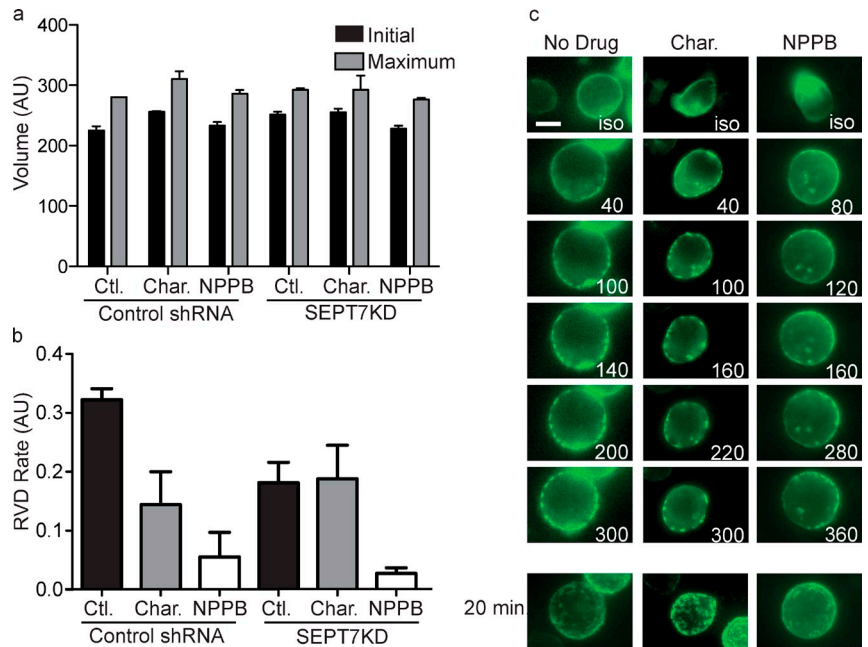 a
400
300
200
100
0
Volume (AU)
Initial
Maximum
Ctl. Char. NPPB Ctl. Char. NPPB
Control shRNA SEPT7KD
b
0.4
0.3
0.2
0.1
0.0
RVD Rate (AU)
Ctl. Char. NPPB Ctl. Char. NPPB
Control shRNA SEPT7KD
c
No Drug Char. NPPB
iso iso iso
40 40 80
100 100 120
140 160 160
200 220 280
300 300 360
20 min.